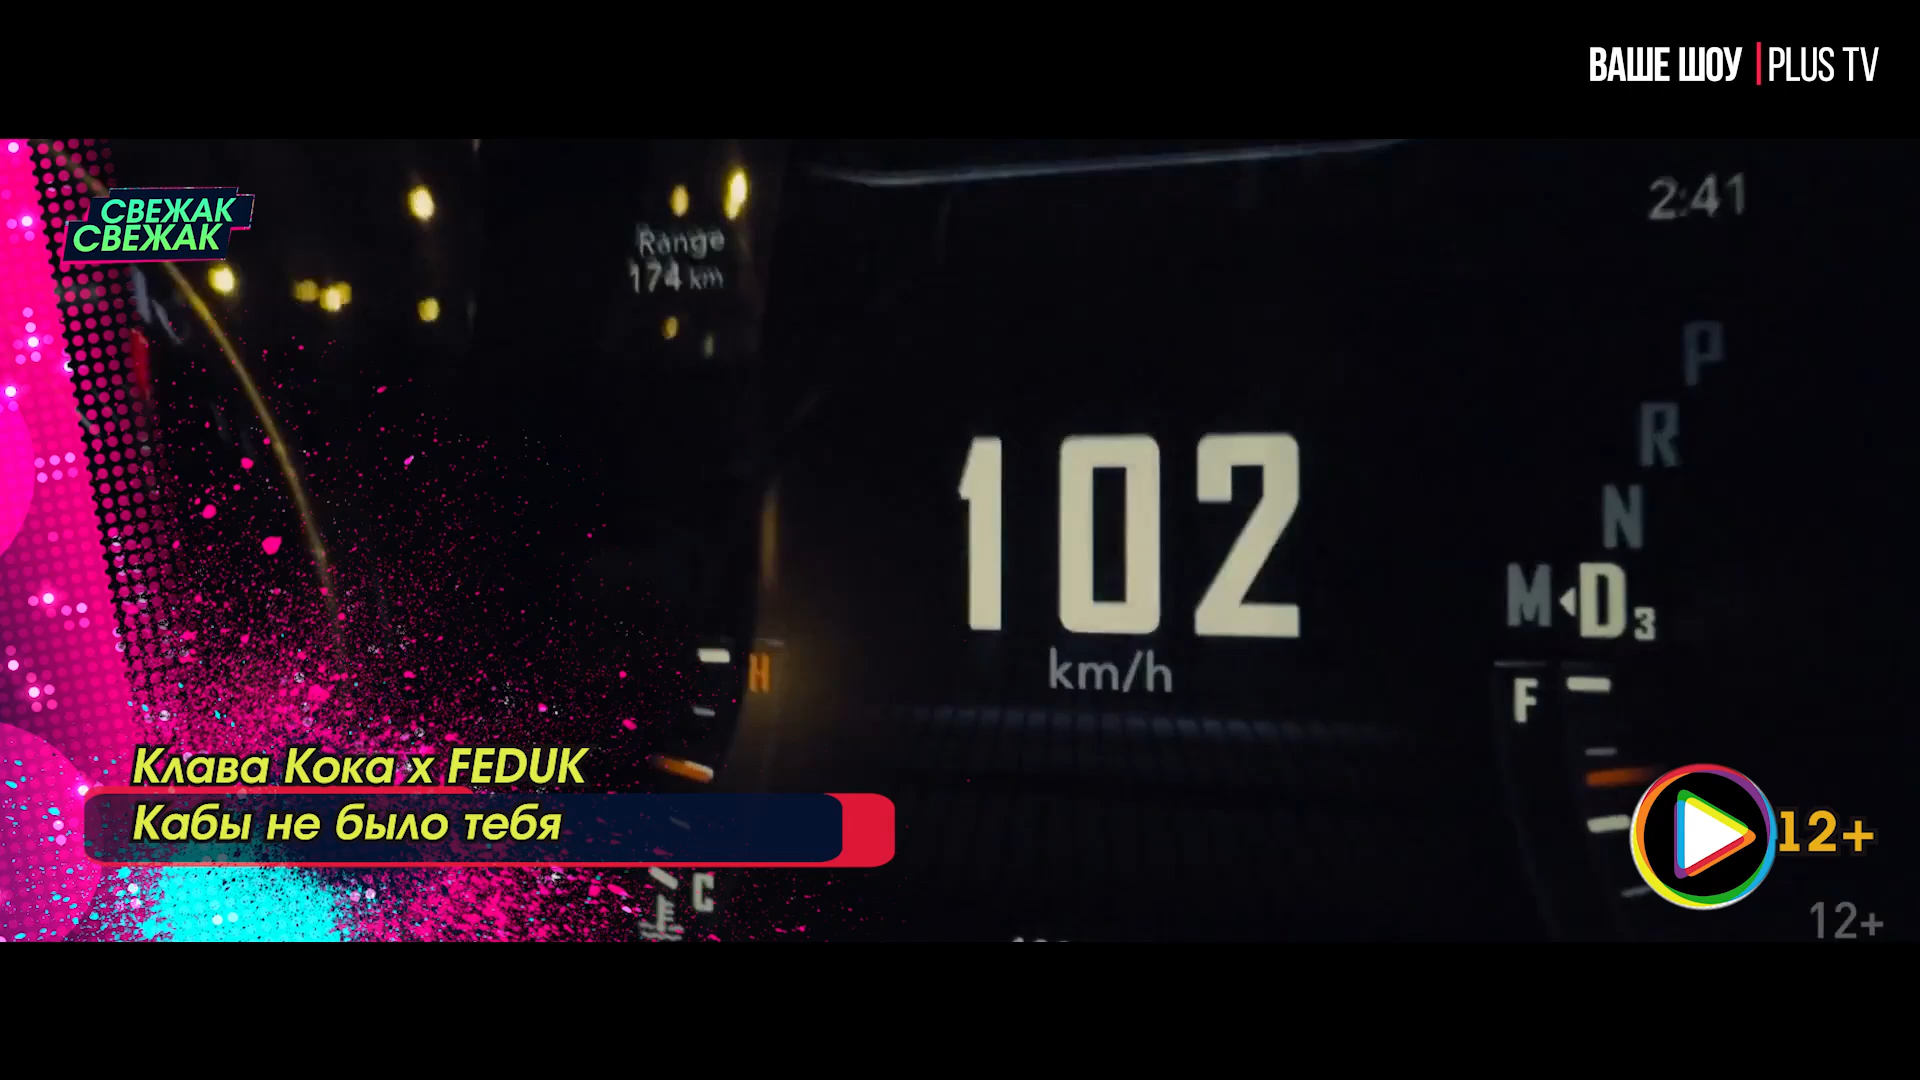 ВАШЕ ШОУ | PLUS TV
СВЕЖАК
СВЕЖАК
Range
174 km
2:41
P
R
N
M D 3
102
km/h
H
F
Клава Кока x FEDUK
Кабы не было тебя
C
12+
12+